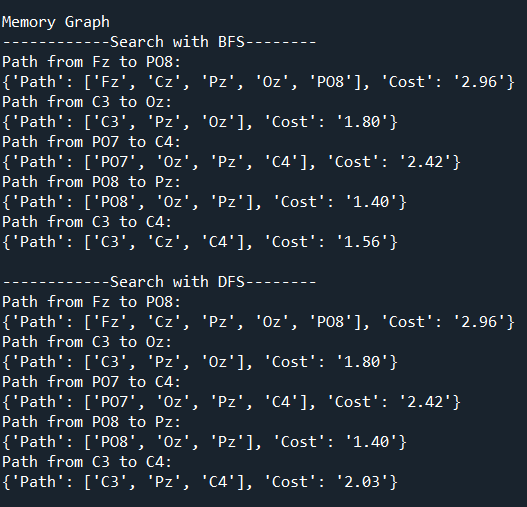 Memory Graph
------------Search with BFS--------
Path from Fz to PO8:
{'Path': ['Fz', 'Cz', 'Pz', 'Oz', 'PO8'], 'Cost': '2.96'}
Path from C3 to Oz:
{'Path': ['C3', 'Pz', 'Oz'], 'Cost': '1.80'}
Path from PO7 to C4:
{'Path': ['PO7', 'Oz', 'Pz', 'C4'], 'Cost': '2.42'}
Path from PO8 to Pz:
{'Path': ['PO8', 'Oz', 'Pz'], 'Cost': '1.40'}
Path from C3 to C4:
{'Path': ['C3', 'Cz', 'C4'], 'Cost': '1.56'}
------------Search with DFS--------
Path from Fz to PO8:
{'Path': ['Fz', 'Cz', 'Pz', 'Oz', 'PO8'], 'Cost': '2.96'}
Path from C3 to Oz:
{'Path': ['C3', 'Pz', 'Oz'], 'Cost': '1.80'}
Path from PO7 to C4:
{'Path': ['PO7', 'Oz', 'Pz', 'C4'], 'Cost': '2.42'}
Path from PO8 to Pz:
{'Path': ['PO8', 'Oz', 'Pz'], 'Cost': '1.40'}
Path from C3 to C4:
{'Path': ['C3', 'Pz', 'C4'], 'Cost': '2.03'}